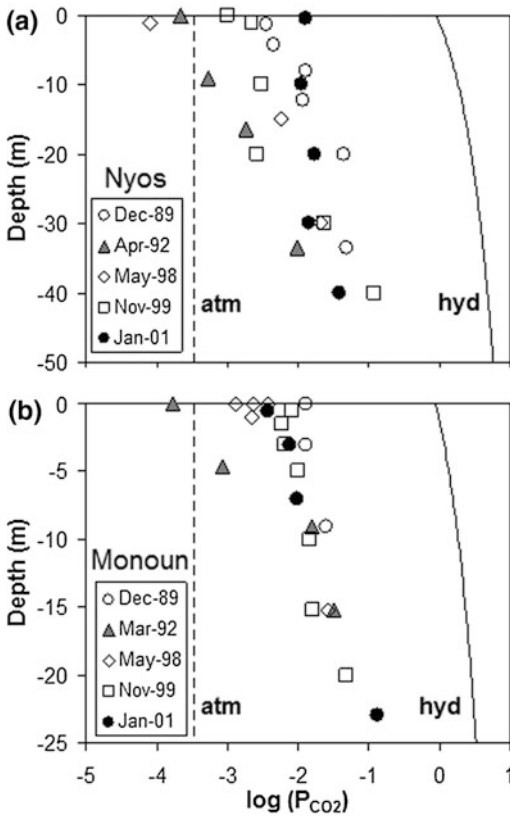 (a)
0
-10
-20
-30
-40
-50
Depth (m)
Nyos
Dec-89
Apr-92
May-98
Nov-99
Jan-01
atm
hyd
(b)
0
-5
-10
-15
-20
-25
Depth (m)
Monoun
Dec-89
Mar-92
May-98
Nov-99
Jan-01
atm
hyd
-5 -4 -3 -2 -1 0 1
log (PCO2)